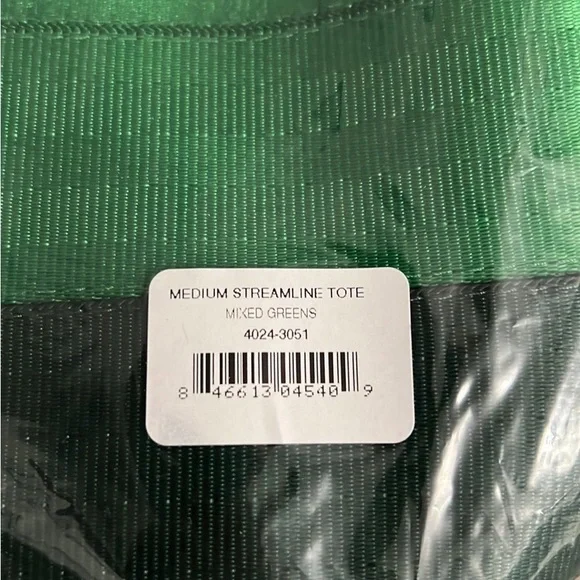 MEDIUM STREAMLINE TOTE
MIXED GREENS
4024-3051
8 46613 04540 9